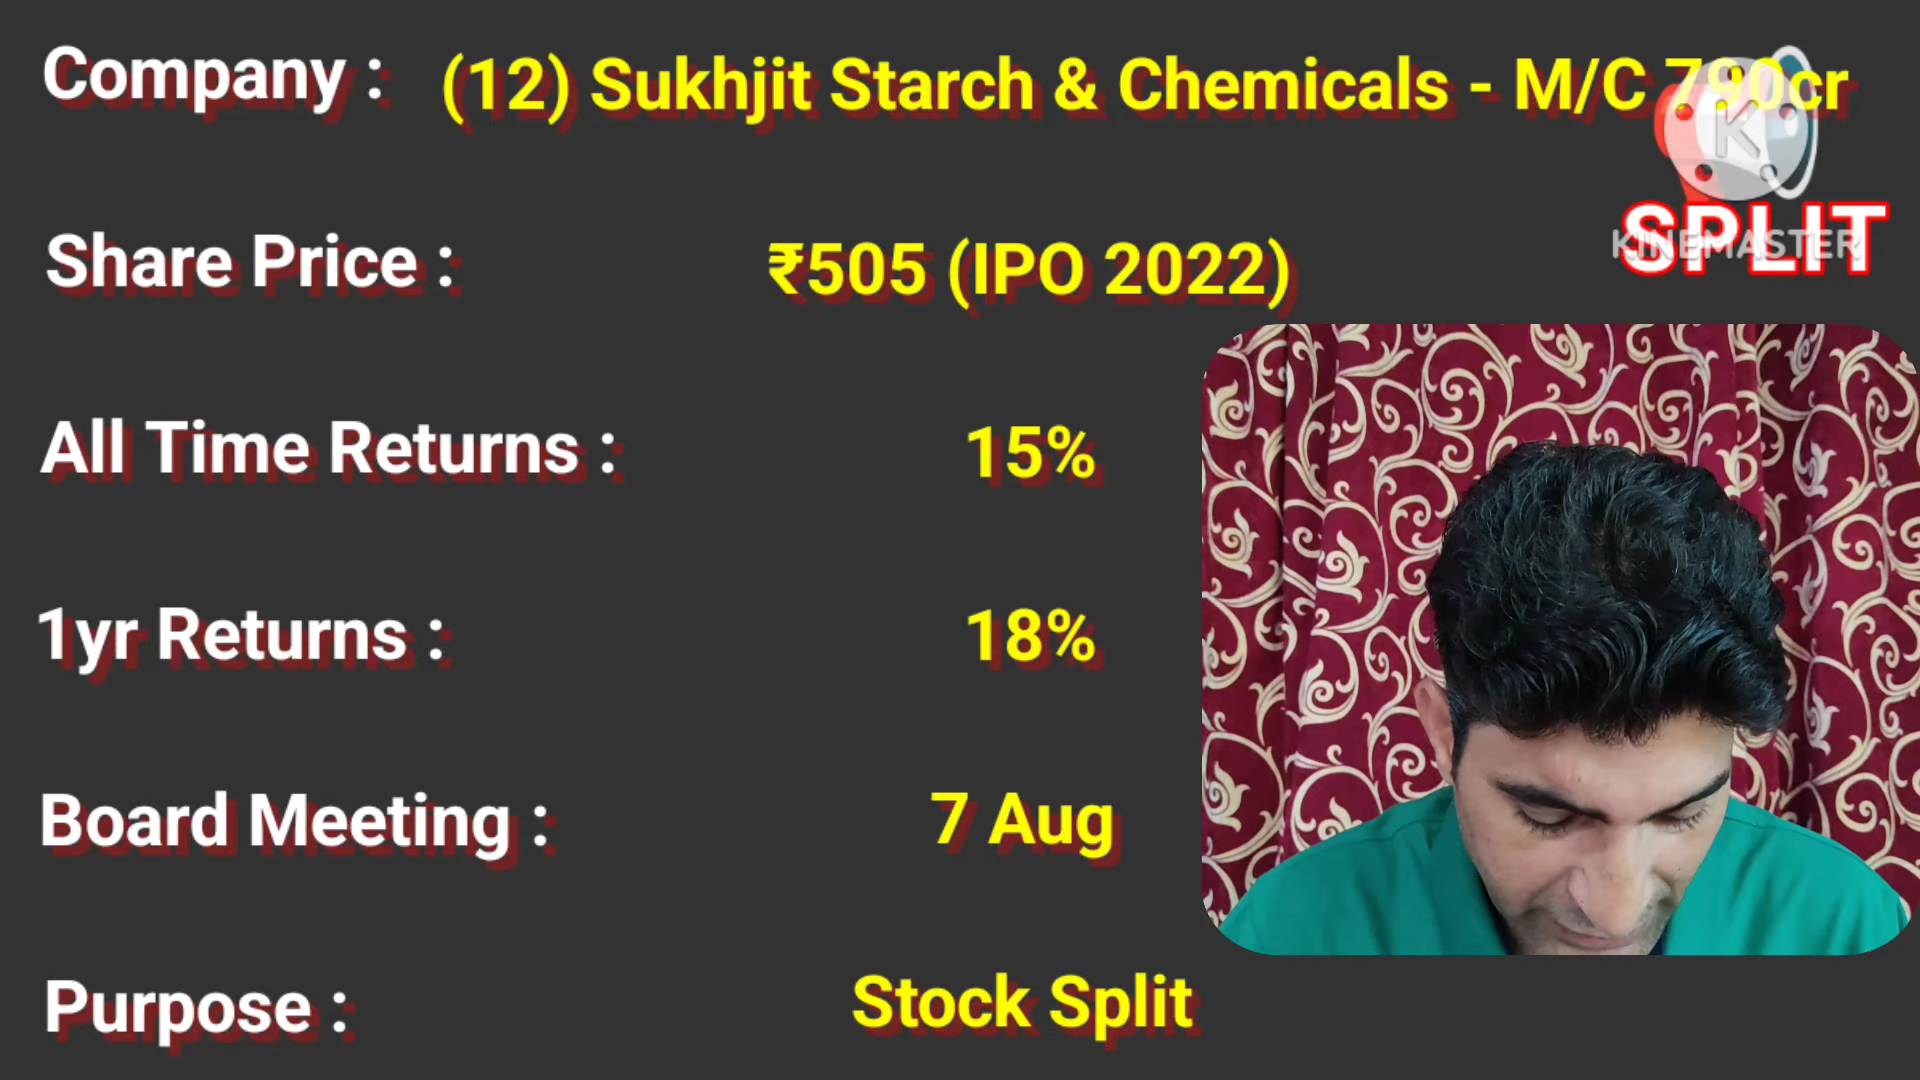 Company : (12) Sukhjit Starch & Chemicals - M/C 790cr
K
SPLIT
KINEMASTER
Share Price : ₹505 (IPO 2022)
All Time Returns : 15%
1yr Returns : 18%
Board Meeting : 7 Aug
Purpose : Stock Split